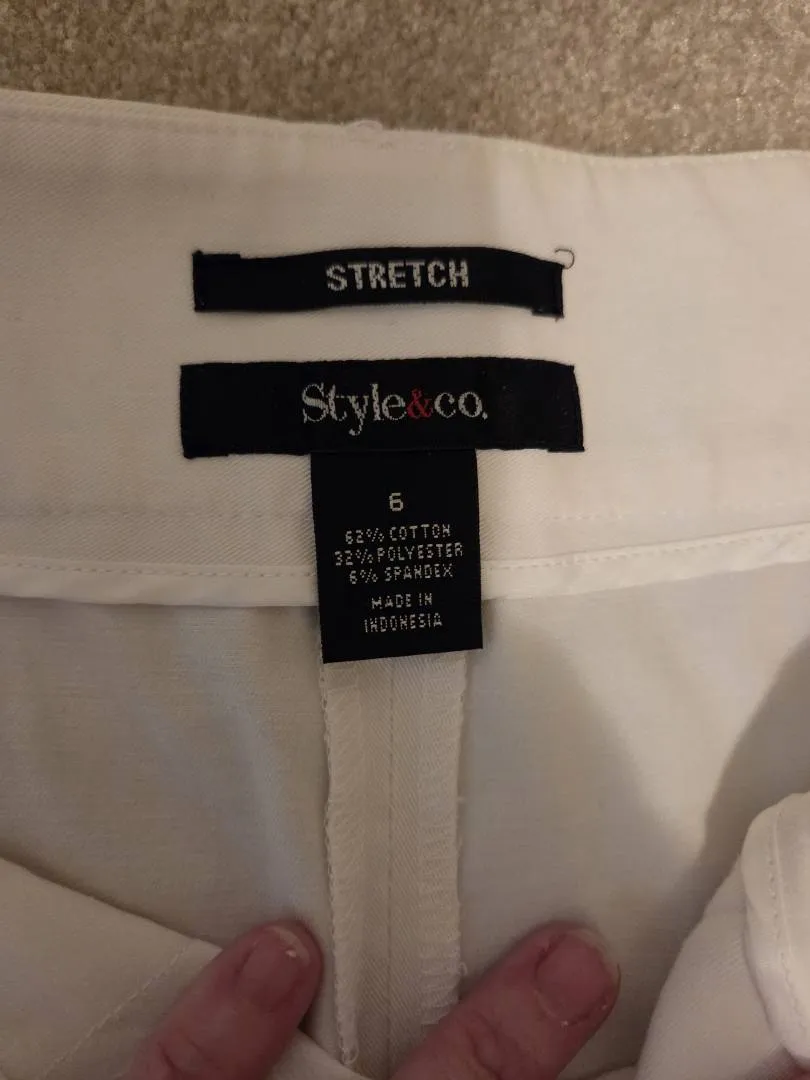 STRETCH
Style&co.
6
62% COTTON
32% POLYESTER
6% SPANDEX
MADE IN
INDONESIA